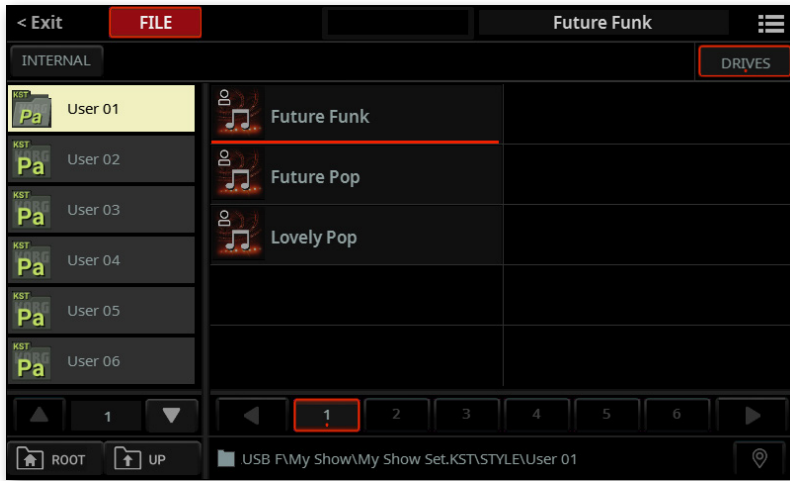 < Exit
FILE
Future Funk
INTERNAL
DRIVES
KST
Pa
User 01
KST
Pa
User 02
KST
Pa
User 03
KST
Pa
User 04
KST
Pa
User 05
KST
Pa
User 06
Future Funk
Future Pop
Lovely Pop
1
1 2 3 4 5 6
ROOT
UP
USB F\My Show\My Show Set.KST\STYLE\User 01